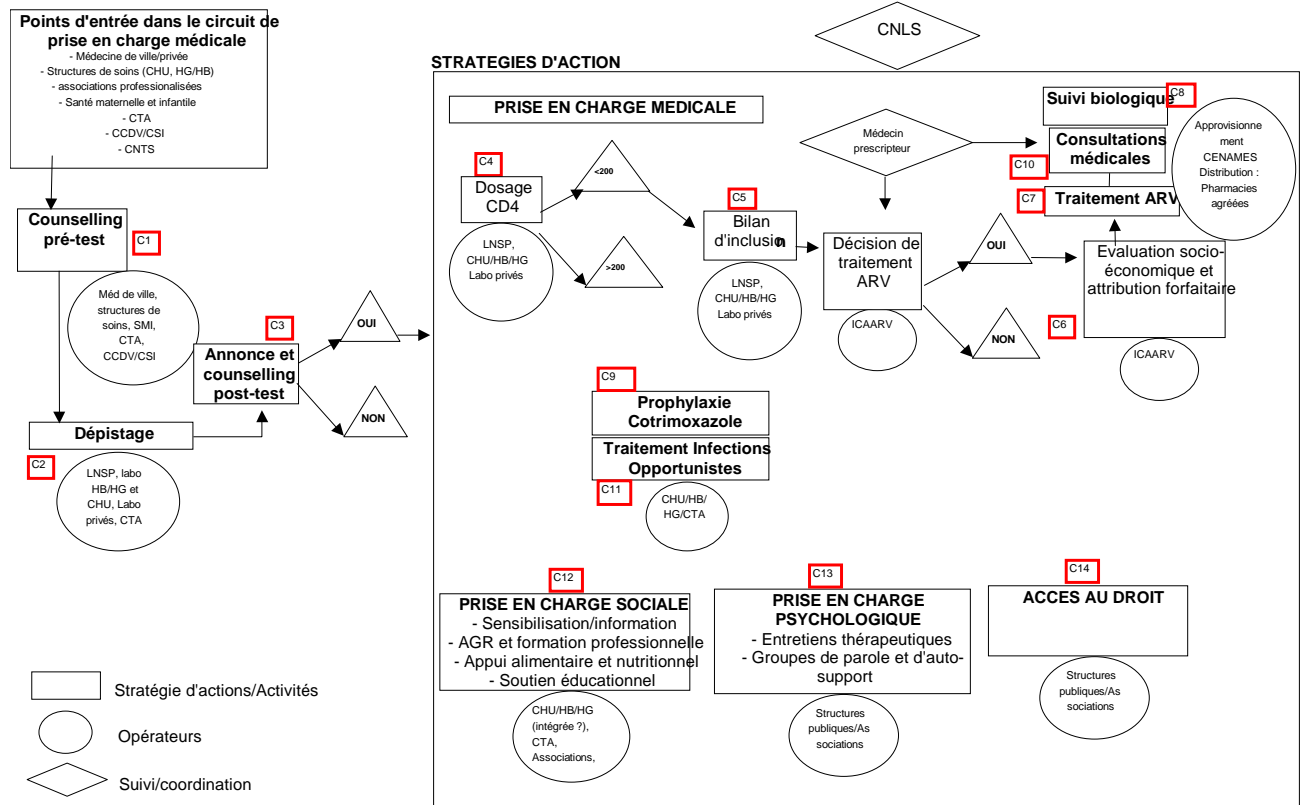 Points d'entrée dans le circuit de
prise en charge médicale
- Médecine de ville/privée
- Structures de soins (CHU, HG/HB)
- associations professionalisées
- Santé maternelle et infantile
- CTA
- CCDV/CSI
- CNTS
Counselling
pré-test
C1
Méd de ville,
structures de
soins, SMI,
CTA,
CCDV/CSI
Dépistage
C2
LNSP, labo
HB/HG et
CHU, Labo
privés, CTA
C3
Annonce et
counselling
post-test
OUI
NON
CNLS
STRATEGIES D'ACTION
PRISE EN CHARGE MEDICALE
C4
Dosage
CD4
LNSP,
CHU/HB/HG
Labo privés
<200
>200
C5
Bilan
d'inclusion
LNSP,
CHU/HB/HG
Labo privés
Médecin
prescripteur
Décision de
traitement
ARV
ICAARV
OUI
NON
C8
Suivi biologique
Consultations
médicales
C10
C7
Traitement ARV
Approvisionne
ment
CENAMES
Distribution :
Pharmacies
agréées
Evaluation socio-
économique et
attribution forfaitaire
C6
ICAARV
C9
Prophylaxie
Cotrimoxazole
Traitement Infections
Opportunistes
C11
CHU/HB/
HG/CTA
C12
PRISE EN CHARGE SOCIALE
- Sensibilisation/information
- AGR et formation professionnelle
- Appui alimentaire et nutritionnel
- Soutien éducationnel
CHU/HB/HG
(intégrée ?),
CTA,
Associations,
C13
PRISE EN CHARGE
PSYCHOLOGIQUE
- Entretiens thérapeutiques
- Groupes de parole et d'auto-
support
Structures
publiques/As
sociations
C14
ACCES AU DROIT
Structures
publiques/As
sociations
Stratégie d'actions/Activités
Opérateurs
Suivi/coordination